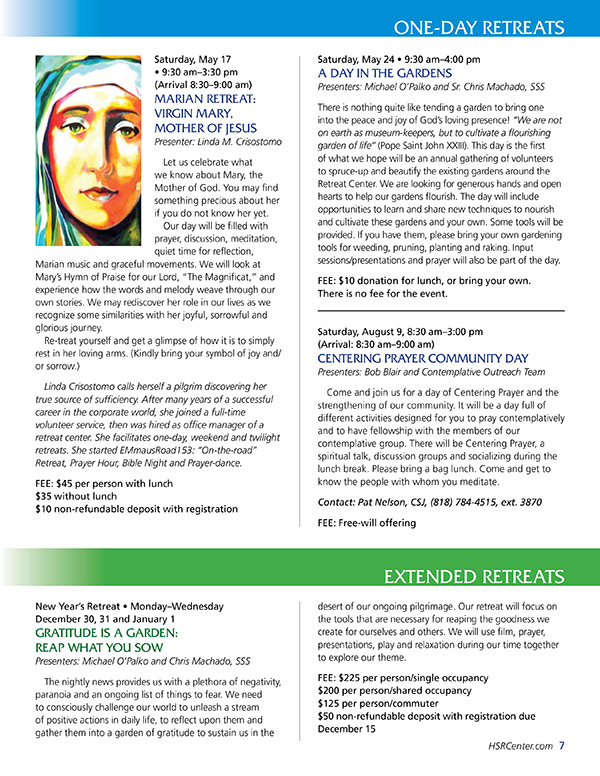 ONE-DAY RETREATS
Saturday, May 17
• 9:30 am–3:30 pm
(Arrival 8:30–9:00 am)
MARIAN RETREAT:
VIRGIN MARY,
MOTHER OF JESUS
Presenter: Linda M. Crisostomo
Let us celebrate what
we know about Mary, the
Mother of God. You may find
something precious about her
if you do not know her yet.
Our day will be filled with
prayer, discussion, meditation,
quiet time for reflection,
Marian music and graceful movements. We will look at
Mary's Hymn of Praise for our Lord, "The Magnificat," and
experience how the words and melody weave through our
own stories. We may rediscover her role in our lives as we
recognize some similarities with her joyful, sorrowful and
glorious journey.
Re-treat yourself and get a glimpse of how it is to simply
rest in her loving arms. (Kindly bring your symbol of joy and/
or sorrow.)
Linda Crisostomo calls herself a pilgrim discovering her
true source of sufficiency. After many years of a successful
career in the corporate world, she joined a full-time
volunteer service, then was hired as office manager of a
retreat center. She facilitates one-day, weekend and twilight
retreats. She started EMmausRoad153: "On-the-road"
Retreat, Prayer Hour, Bible Night and Prayer-dance.
FEE: $45 per person with lunch
$35 without lunch
$10 non-refundable deposit with registration
Saturday, May 24 • 9:30 am–4:00 pm
A DAY IN THE GARDENS
Presenters: Michael O'Palko and Sr. Chris Machado, SSS
There is nothing quite like tending a garden to bring one
into the peace and joy of God's loving presence! "We are not
on earth as museum-keepers, but to cultivate a flourishing
garden of life" (Pope Saint John XXIII). This day is the first
of what we hope will be an annual gathering of volunteers
to spruce-up and beautify the existing gardens around the
Retreat Center. We are looking for generous hands and open
hearts to help our gardens flourish. The day will include
opportunities to learn and share new techniques to nourish
and cultivate these gardens and your own. Some tools will be
provided. If you have them, please bring your own gardening
tools for weeding, pruning, planting and raking. Input
sessions/presentations and prayer will also be part of the day.
FEE: $10 donation for lunch, or bring your own.
There is no fee for the event.
Saturday, August 9, 8:30 am–3:00 pm
(Arrival: 8:30 am–9:00 am)
CENTERING PRAYER COMMUNITY DAY
Presenters: Bob Blair and Contemplative Outreach Team
Come and join us for a day of Centering Prayer and the
strengthening of our community. It will be a day full of
different activities designed for you to pray contemplatively
and to have fellowship with the members of our
contemplative group. There will be Centering Prayer, a
spiritual talk, discussion groups and socializing during the
lunch break. Please bring a bag lunch. Come and get to
know the people with whom you meditate.
Contact: Pat Nelson, CSJ, (818) 784-4515, ext. 3870
FEE: Free-will offering
EXTENDED RETREATS
New Year's Retreat • Monday–Wednesday
December 30, 31 and January 1
GRATITUDE IS A GARDEN:
REAP WHAT YOU SOW
Presenters: Michael O'Palko and Chris Machado, SSS
The nightly news provides us with a plethora of negativity,
paranoia and an ongoing list of things to fear. We need
to consciously challenge our world to unleash a stream
of positive actions in daily life, to reflect upon them and
gather them into a garden of gratitude to sustain us in the
desert of our ongoing pilgrimage. Our retreat will focus on
the tools that are necessary for reaping the goodness we
create for ourselves and others. We will use film, prayer,
presentations, play and relaxation during our time together
to explore our theme.
FEE: $225 per person/single occupancy
$200 per person/shared occupancy
$125 per person/commuter
$50 non-refundable deposit with registration due
December 15
HSRCenter.com 7